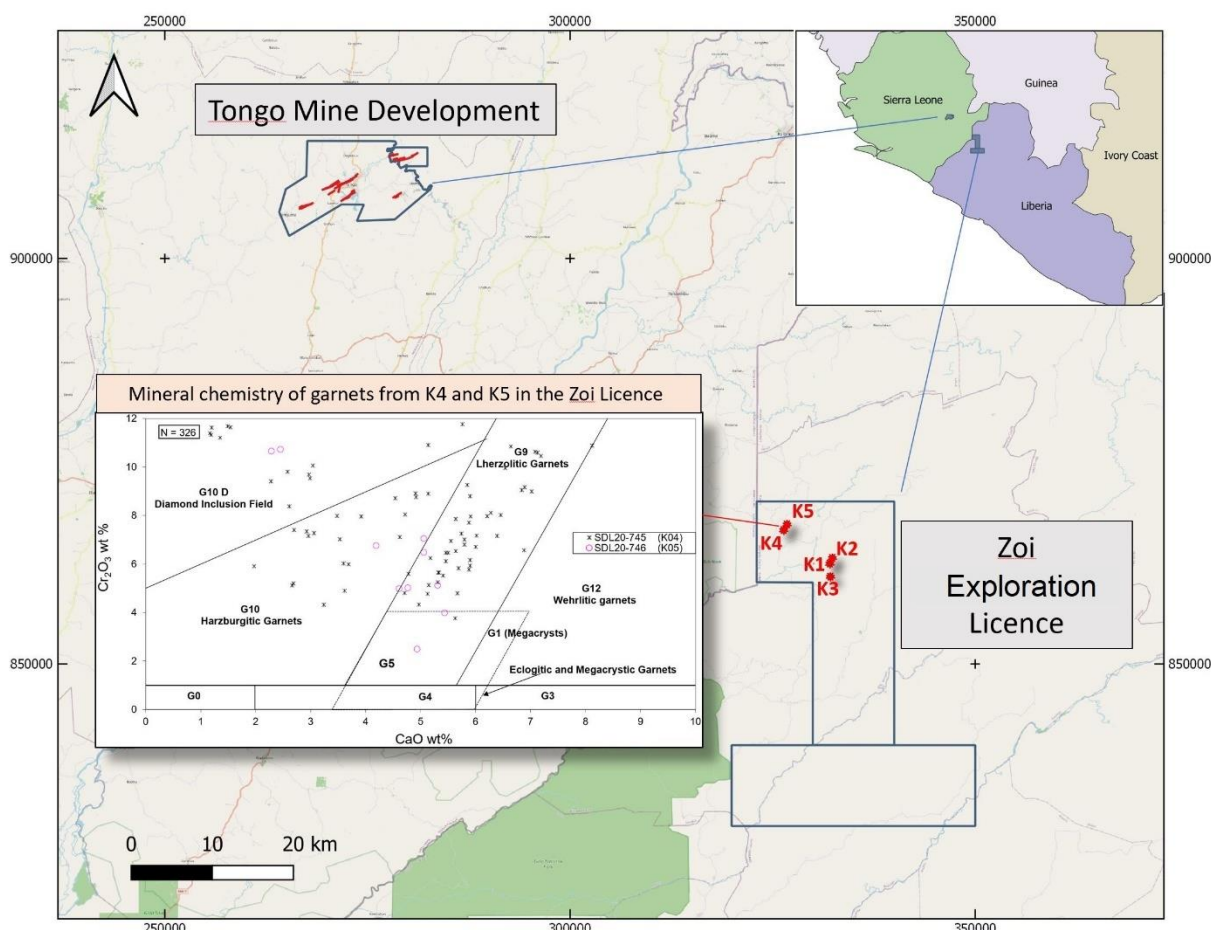 250000
300000
350000
Tongo Mine Development
Guinea
Sierra Leone
1
Ivory Coast
Liberia
900000
900000
Mineral chemistry of garnets from K4 and K5 in the Zoi Licence
N = 326
12
10
8
6
4
2
0
Cr₂O₃ wt %
G10 D
Diamond Inclusion Field
G9
Lherzolitic Garnets
SDL20-745 (K04)
SDL20-746 (K05)
G10
Harzburgitic Garnets
G12
Wehrlitic garnets
G1 (Megacrysts)
G5
Eclogitic and Megacrystic Garnets
G0
G4
G3
0 1 2 3 4 5 6 7 8 9 10
CaO wt%
K5
K4
K2
K1
K3
Zoi
Exploration
Licence
850000
850000
0 10 20 km
250000
300000
350000